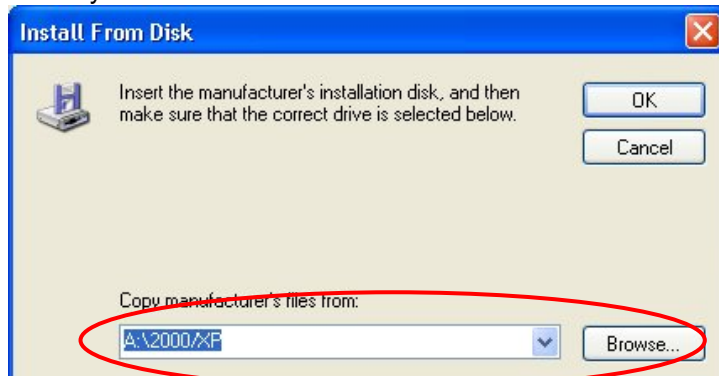 Install From Disk
Insert the manufacturer's installation disk, and then
make sure that the correct drive is selected below.
OK
Cancel
Copy manufacturer's files from:
A:\2000/XP
Browse...